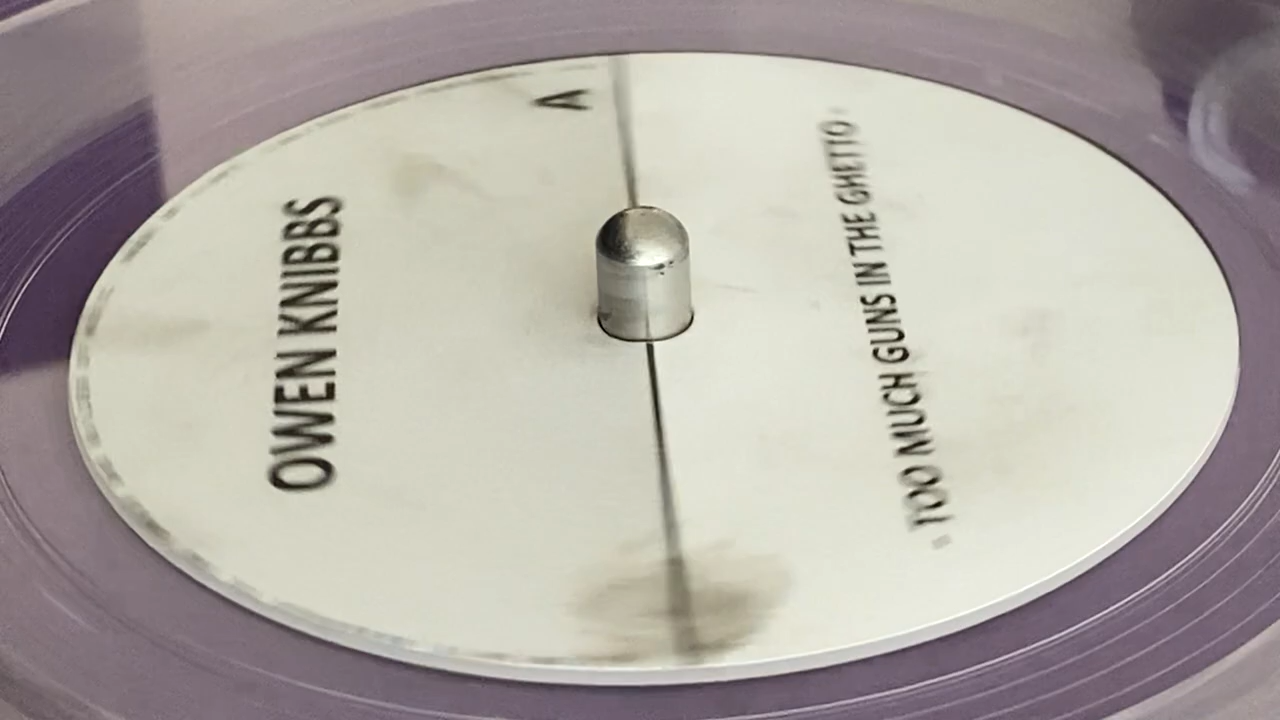 A
OWEN KNIBBS
- TOO MUCH GUNS IN THE GHETTO -